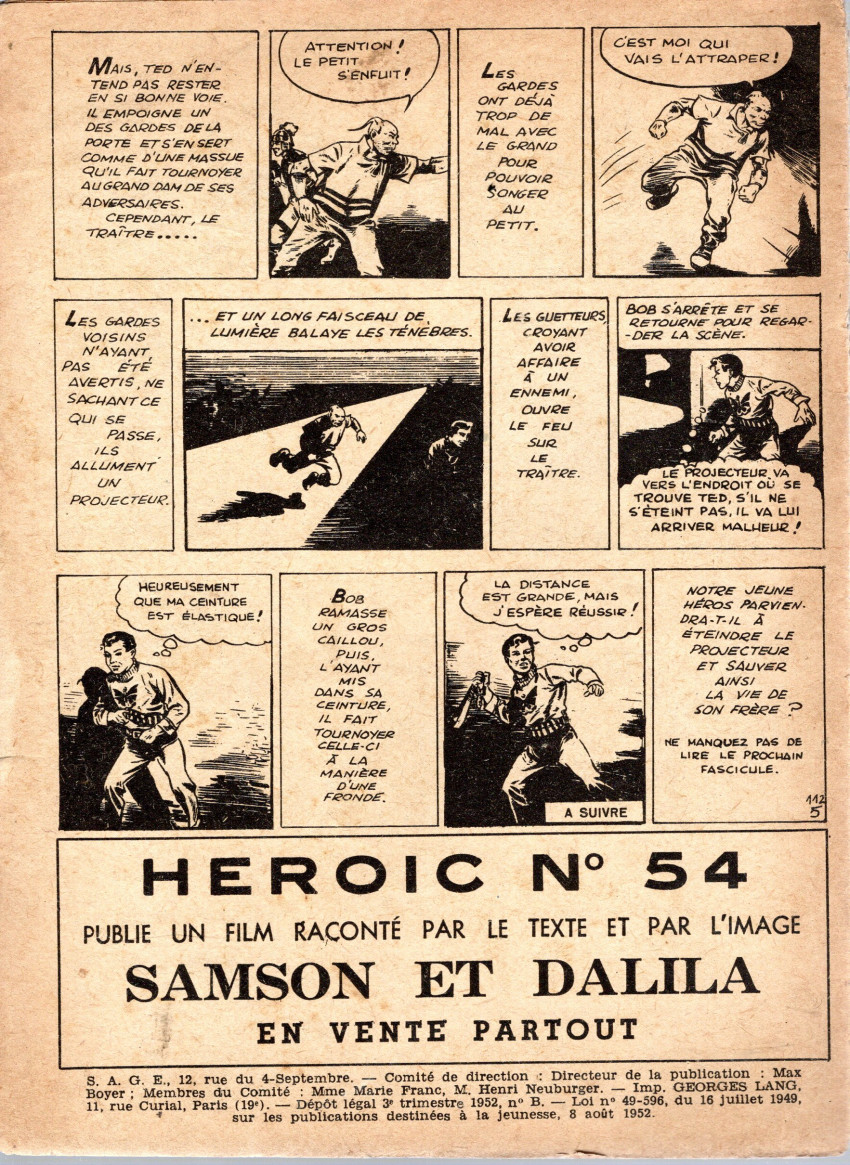 MAIS, TED N'EN-
TEND PAS RESTER
EN SI BONNE VOIE.
IL EMPOIGNE UN
DES GARDES DE LA
PORTE ET S'EN SERT
COMME D'UNE MASSUE
QU'IL FAIT TOURNOYER
AU GRAND DAM DE SES
ADVERSAIRES.
CEPENDANT, LE
TRAÎTRE.....
ATTENTION!
LE PETIT
S'ENFUIT!
LES
GARDES
ONT DÉJÀ
TROP DE
MAL AVEC
LE GRAND
POUR
POUVOIR
SONGER
AU
PETIT.
C'EST MOI QUI
VAIS L'ATTRAPER!
LES GARDES
VOISINS
N'AYANT
PAS ÉTÉ
AVERTIS, NE
SACHANT CE
QUI SE
PASSE,
ILS
ALLUMENT
UN
PROJECTEUR.
... ET UN LONG FAISCEAU DE
LUMIÈRE BALAYE LES TÉNÈBRES.
LES GUETTEURS,
CROYANT
AVOIR
AFFAIRE
À UN
ENNEMI,
OUVRE
LE FEU
SUR
LE
TRAÎTRE.
BOB S'ARRÊTE ET SE
RETOURNE POUR REGAR-
-DER LA SCÈNE.
LE PROJECTEUR VA
VERS L'ENDROIT OÙ SE
TROUVE TED, S'IL NE
S'ÉTEINT PAS, IL VA LUI
ARRIVER MALHEUR!
HEUREUSEMENT
QUE MA CEINTURE
EST ÉLASTIQUE!
BOB
RAMASSE
UN GROS
CAILLOU,
PUIS,
L'AYANT
MIS
DANS SA
CEINTURE,
IL FAIT
TOURNOYER
CELLE-CI
À LA
MANIÈRE
D'UNE
FRONDE.
LA DISTANCE
EST GRANDE, MAIS
J'ESPÈRE RÉUSSIR!
A SUIVRE
NOTRE JEUNE
HÉROS PARVIEN-
DRA-T-IL À
ÉTEINDRE LE
PROJECTEUR
ET SAUVER
AINSI
LA VIE DE
SON FRÈRE ?
NE MANQUEZ PAS DE
LIRE LE PROCHAIN
FASCICULE.
112
5
HEROIC No 54
PUBLIE UN FILM RACONTÉ PAR LE TEXTE ET PAR L'IMAGE
SAMSON ET DALILA
EN VENTE PARTOUT
S. A. G. E., 12, rue du 4-Septembre. — Comité de direction : Directeur de la publication : Max
Boyer ; Membres du Comité : Mme Marie Franc, M. Henri Neuburger. — Imp. GEORGES LANG,
11, rue Curial, Paris (19e). — Dépôt légal 3e trimestre 1952, no B. — Loi no 49-596, du 16 juillet 1949,
sur les publications destinées à la jeunesse, 8 août 1952.